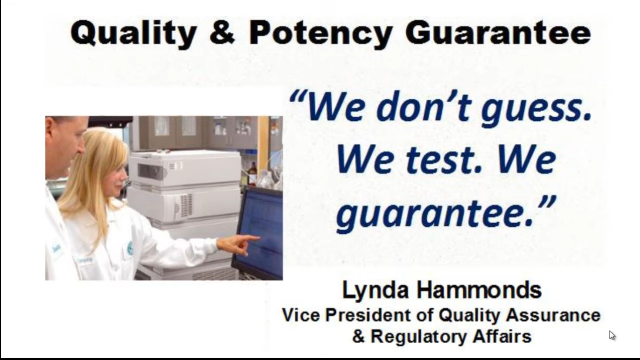 Quality & Potency Guarantee
“We don’t guess.
We test. We
guarantee.”
Lynda Hammonds
Vice President of Quality Assurance
& Regulatory Affairs